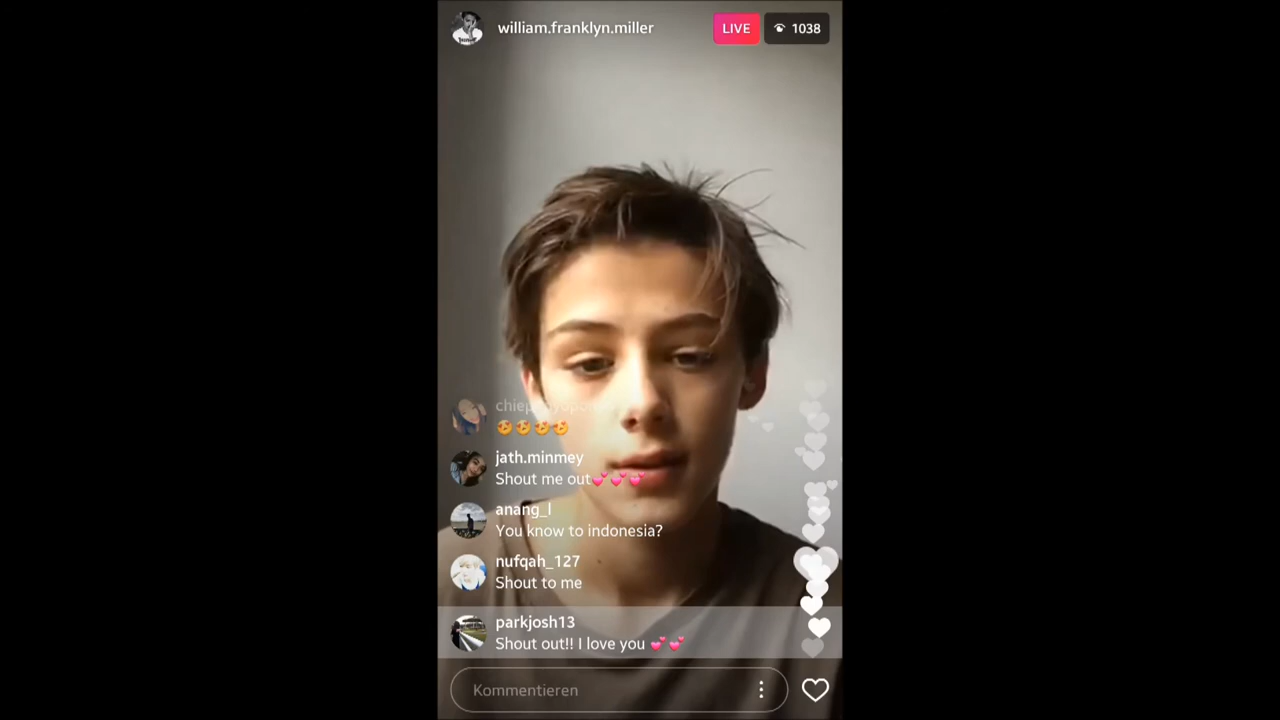 william.franklyn.miller
LIVE
1038
jath.minmey
Shout me out💕💕💕
anang_l
You know to indonesia?
nufqah_127
Shout to me
parkjosh13
Shout out!! I love you 💕💕
Kommentieren